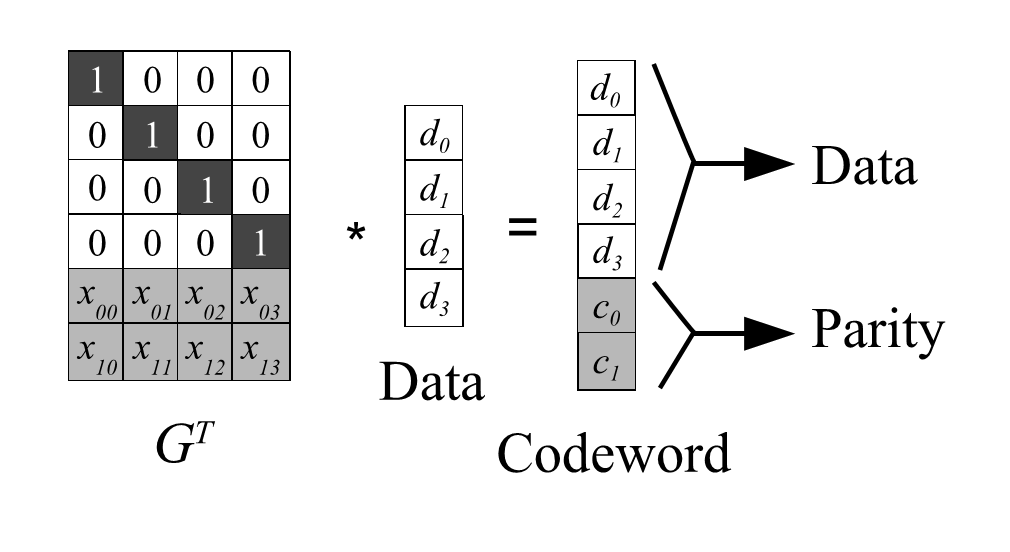 1 0 0 0
0 1 0 0
0 0 1 0
0 0 0 1
x₀₀ x₀₁ x₀₂ x₀₃
x₁₀ x₁₁ x₁₂ x₁₃
Gᵀ
*
d₀
d₁
d₂
d₃
Data
=
d₀
d₁
d₂
d₃
c₀
c₁
Codeword
Data
Parity